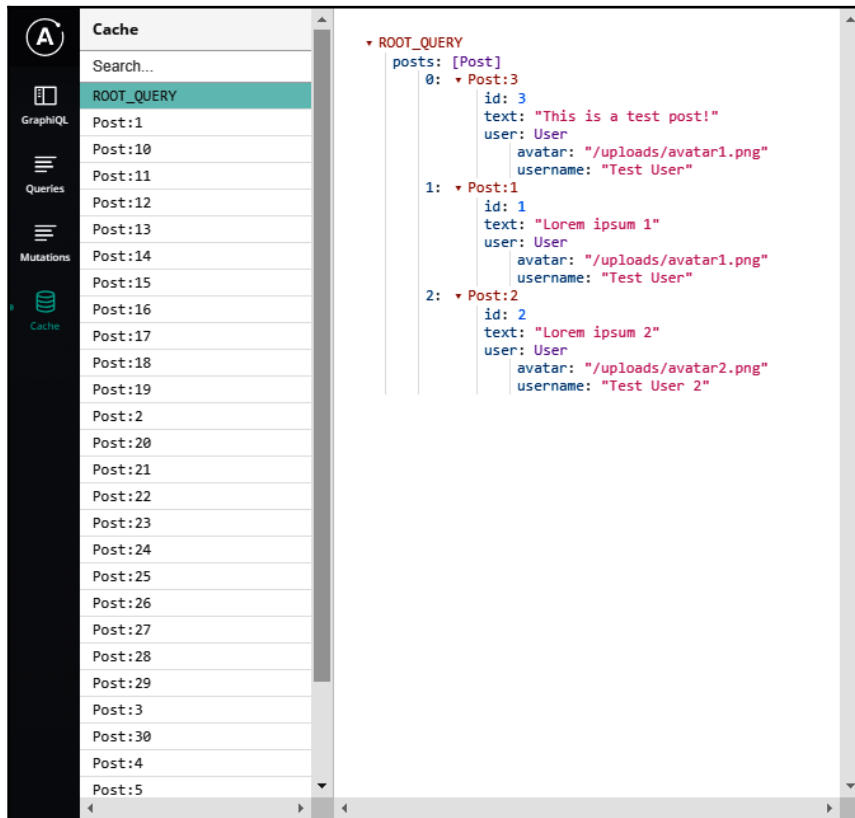 A
GraphiQL
Queries
Mutations
Cache
Cache
Search...
ROOT_QUERY
Post:1
Post:10
Post:11
Post:12
Post:13
Post:14
Post:15
Post:16
Post:17
Post:18
Post:19
Post:2
Post:20
Post:21
Post:22
Post:23
Post:24
Post:25
Post:26
Post:27
Post:28
Post:29
Post:3
Post:30
Post:4
Post:5
▾ ROOT_QUERY
posts: [Post]
0: ▾ Post:3
id: 3
text: "This is a test post!"
user: User
avatar: "/uploads/avatar1.png"
username: "Test User"
1: ▾ Post:1
id: 1
text: "Lorem ipsum 1"
user: User
avatar: "/uploads/avatar1.png"
username: "Test User"
2: ▾ Post:2
id: 2
text: "Lorem ipsum 2"
user: User
avatar: "/uploads/avatar2.png"
username: "Test User 2"